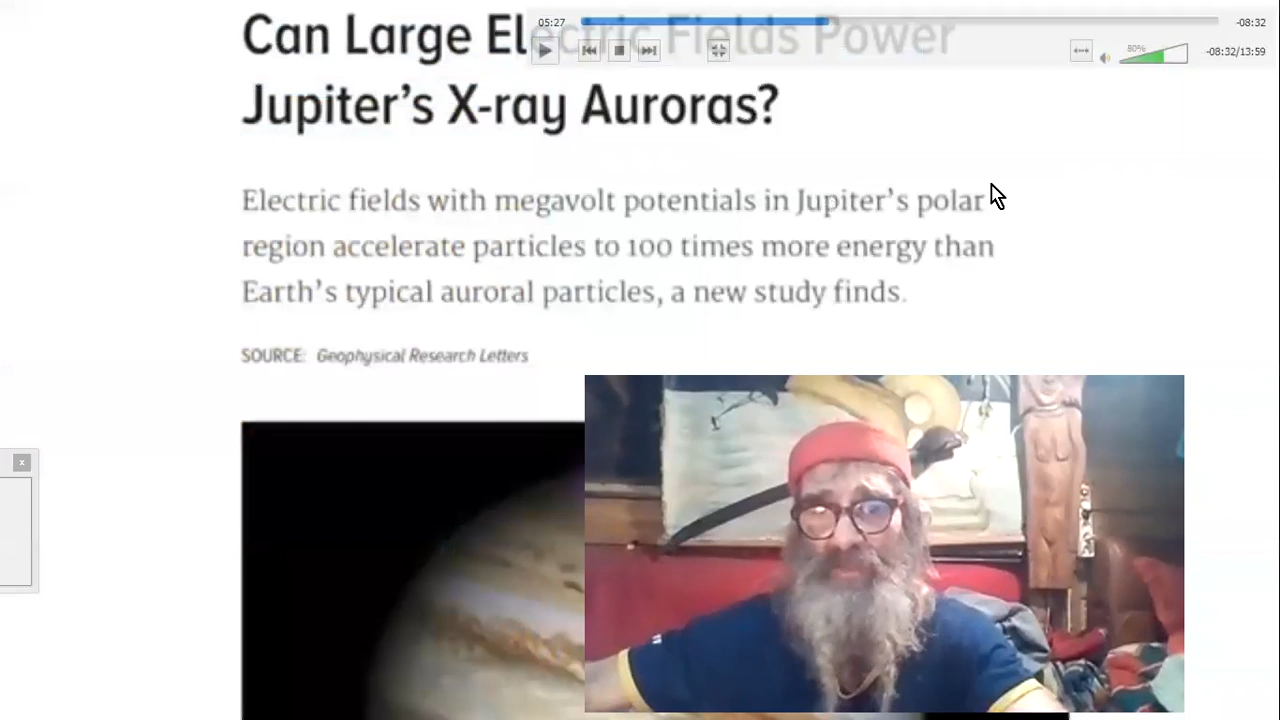 Can Large Electric Fields Power
05:27
-08:32
80%
-08:32/13:59
Jupiter's X-ray Auroras?
Electric fields with megavolt potentials in Jupiter's polar
region accelerate particles to 100 times more energy than
Earth's typical auroral particles, a new study finds.
SOURCE: Geophysical Research Letters
x